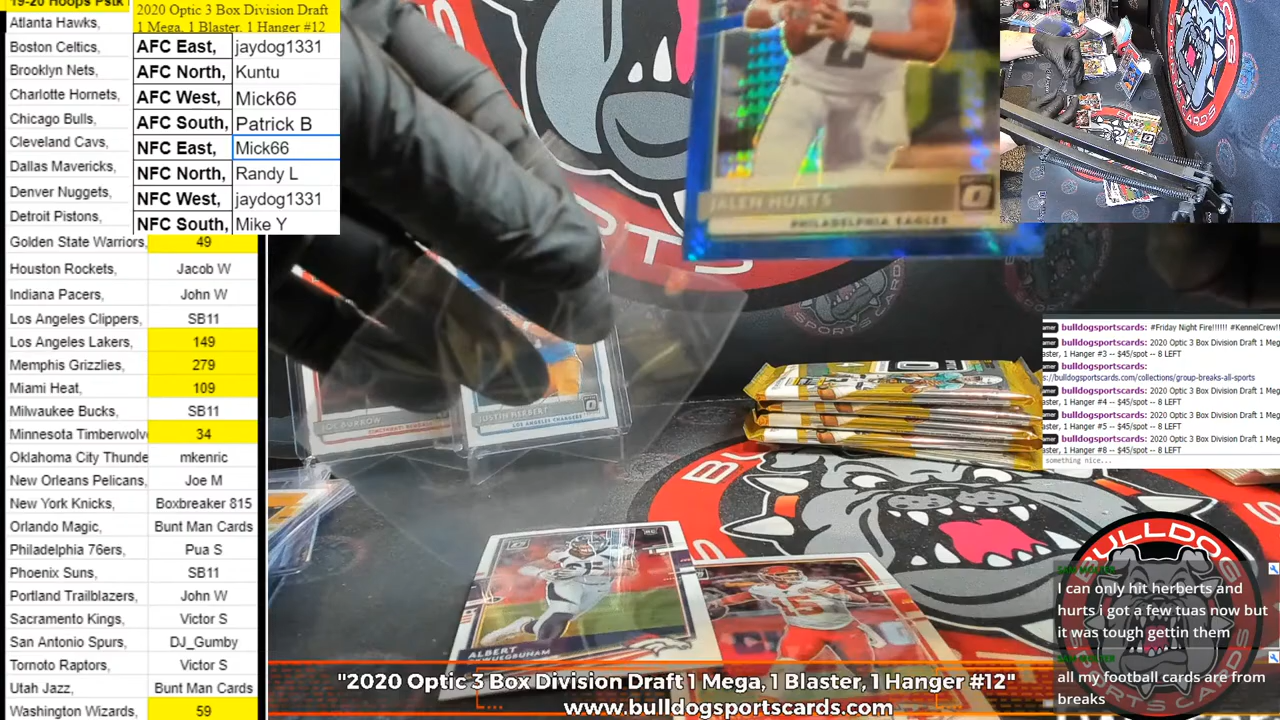 19-20 Hoops Pstk
Atlanta Hawks,
Boston Celtics,
Brooklyn Nets,
Charlotte Hornets,
Chicago Bulls,
Cleveland Cavs,
Dallas Mavericks,
Denver Nuggets,
Detroit Pistons,
Golden State Warriors, 49
Houston Rockets, Jacob W
Indiana Pacers, John W
Los Angeles Clippers, SB11
Los Angeles Lakers, 149
Memphis Grizzlies, 279
Miami Heat, 109
Milwaukee Bucks, SB11
Minnesota Timberwolv 34
Oklahoma City Thunde mkenric
New Orleans Pelicans, Joe M
New York Knicks, Boxbreaker 815
Orlando Magic, Bunt Man Cards
Philadelphia 76ers, Pua S
Phoenix Suns, SB11
Portland Trailblazers, John W
Sacramento Kings, Victor S
San Antonio Spurs, DJ_Gumby
Tornoto Raptors, Victor S
Utah Jazz, Bunt Man Cards
Washington Wizards, 59
2020 Optic 3 Box Division Draft
1 Mega, 1 Blaster, 1 Hanger #12
AFC East, jaydog1331
AFC North, Kuntu
AFC West, Mick66
AFC South, Patrick B
NFC East, Mick66
NFC North, Randy L
NFC West, jaydog1331
NFC South, Mike Y
2
JALEN HURTS
PHILADELPHIA EAGLES
JOE BURROW
CINCINNATI BENGALS
JUSTIN HERBERT
LOS ANGELES CHARGERS
ALBERT
15
bulldogsportscards: #Friday Night Fire!!!!!! #KennelCrew!!
bulldogsportscards: 2020 Optic 3 Box Division Draft 1 Meg
aster, 1 Hanger #3 -- $45/spot -- 8 LEFT
bulldogsportscards:
s://bulldogsportscards.com/collections/group-breaks-all-sports
bulldogsportscards: 2020 Optic 3 Box Division Draft 1 Meg
aster, 1 Hanger #4 -- $45/spot -- 8 LEFT
bulldogsportscards: 2020 Optic 3 Box Division Draft 1 Meg
aster, 1 Hanger #5 -- $45/spot -- 8 LEFT
bulldogsportscards: 2020 Optic 3 Box Division Draft 1 Meg
aster, 1 Hanger #8 -- $45/spot -- 8 LEFT
something nice...
BULLDOG
I can only hit herberts and
hurts i got a few tuas now but
it was tough gettin them
all my football cards are from
breaks
"2020 Optic 3 Box Division Draft 1 Mega, 1 Blaster, 1 Hanger #12"
www.bulldogsportscards.com